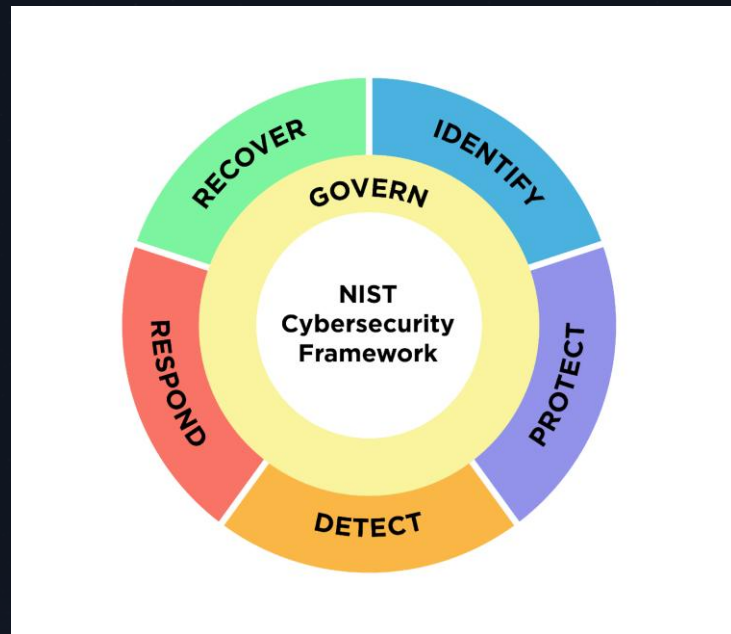 RECOVER
IDENTIFY
GOVERN
NIST
Cybersecurity
Framework
RESPOND
PROTECT
DETECT